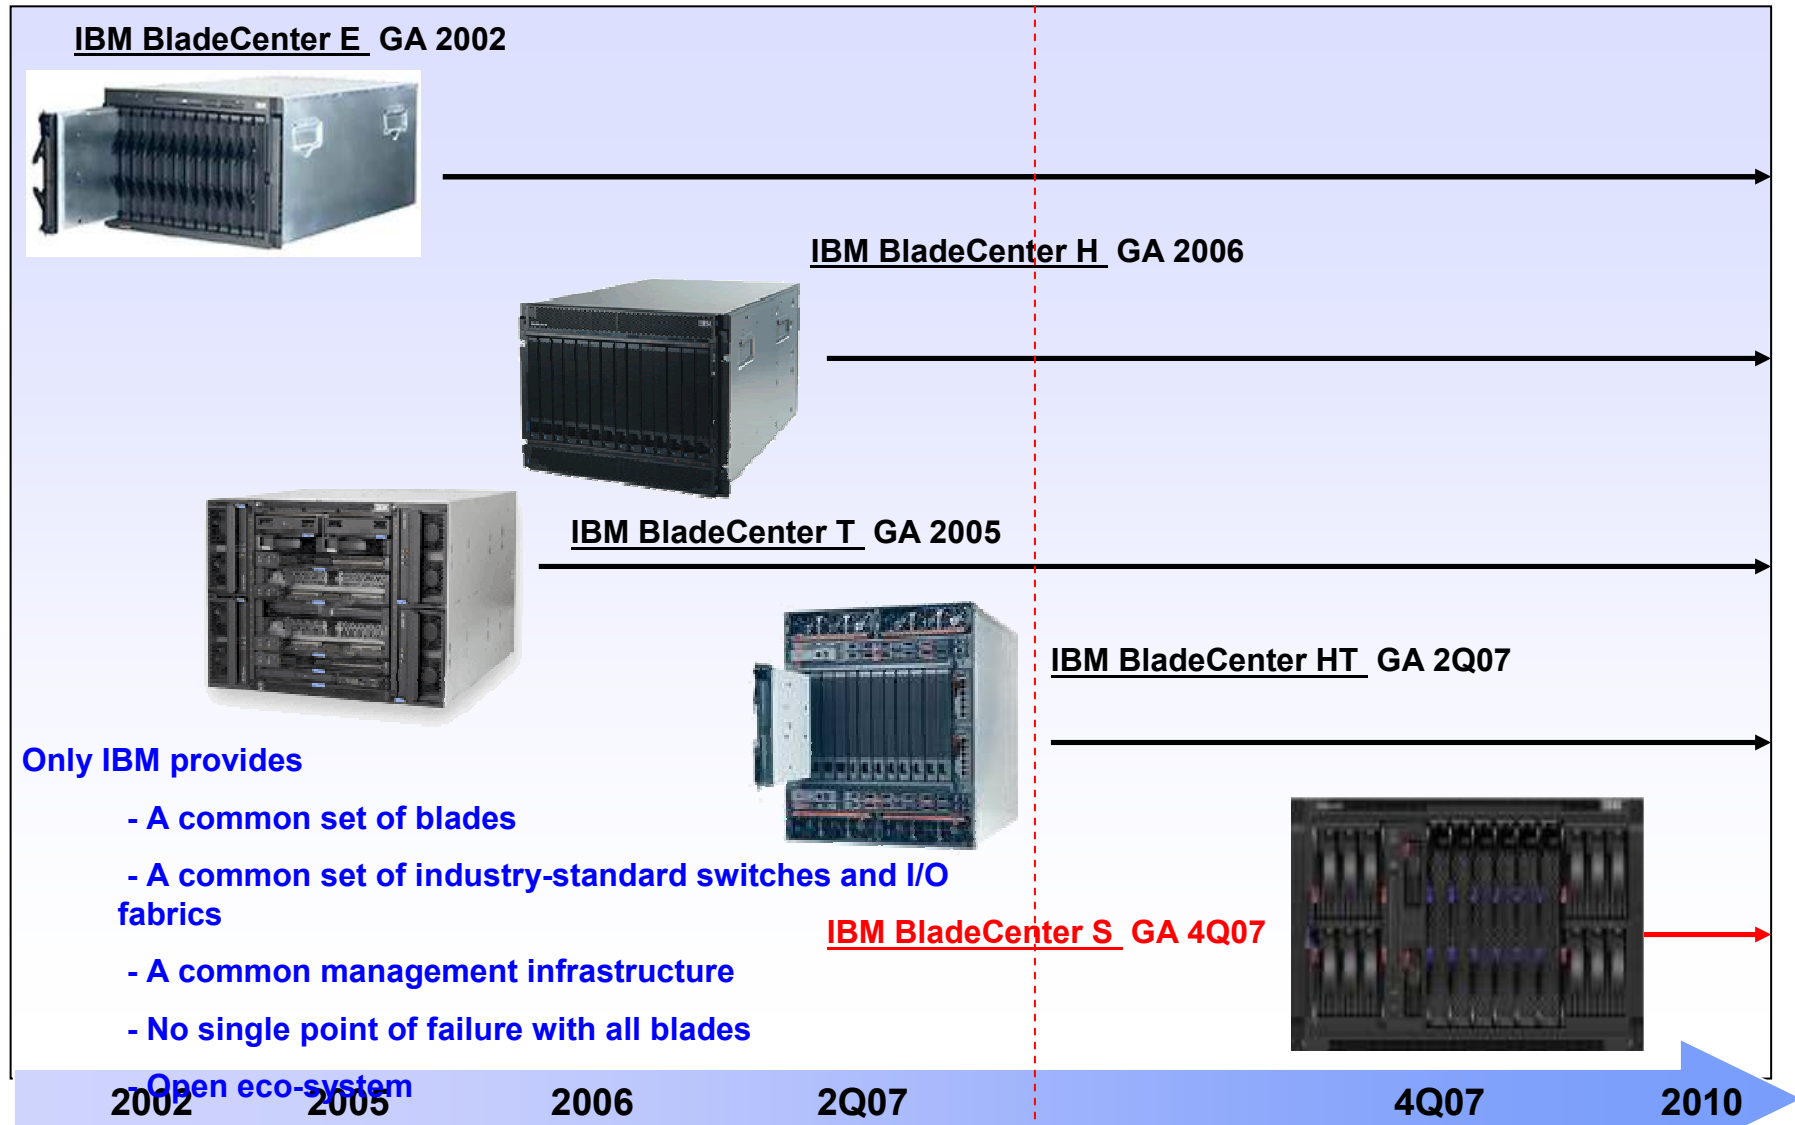 IBM BladeCenter E GA 2002
IBM BladeCenter H GA 2006
IBM BladeCenter T GA 2005
IBM BladeCenter HT GA 2Q07
Only IBM provides
- A common set of blades
- A common set of industry-standard switches and I/O
fabrics
IBM BladeCenter S GA 4Q07
- A common management infrastructure
- No single point of failure with all blades
- Open eco-system
2002 2005 2006 2Q07 4Q07 2010